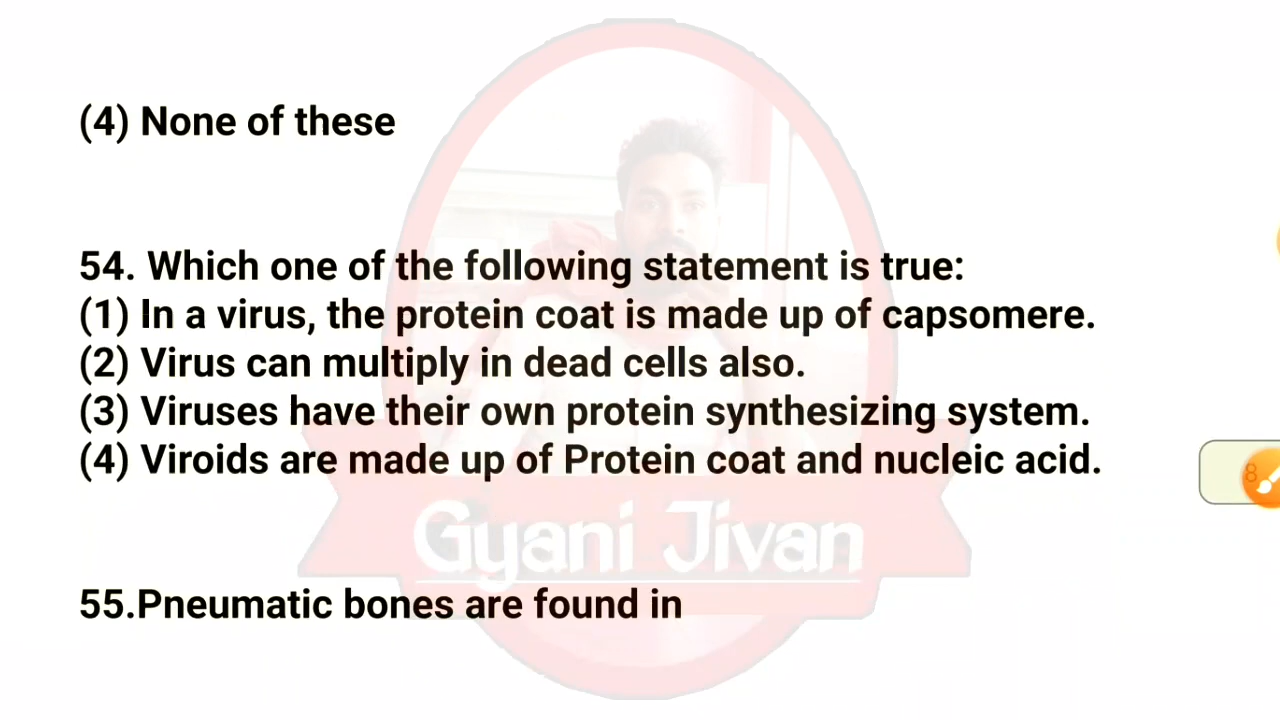 (4) None of these
54. Which one of the following statement is true:
(1) In a virus, the protein coat is made up of capsomere.
(2) Virus can multiply in dead cells also.
(3) Viruses have their own protein synthesizing system.
(4) Viroids are made up of Protein coat and nucleic acid.
8
Gyani Jivan
55.Pneumatic bones are found in